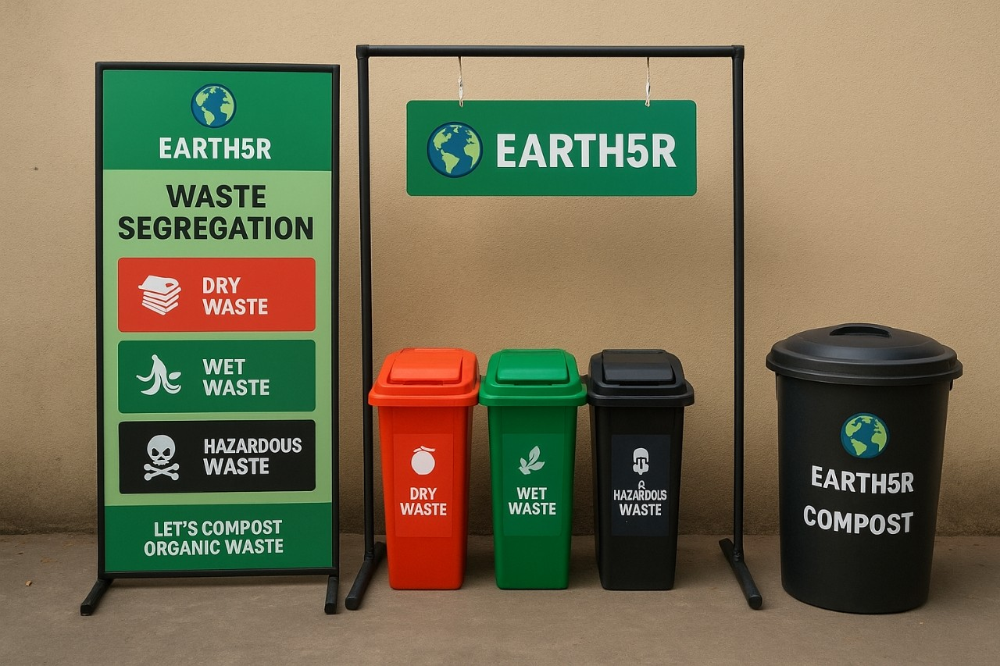 EARTH5R
WASTE
SEGREGATION
DRY
WASTE
WET
WASTE
HAZARDOUS
WASTE
LET'S COMPOST
ORGANIC WASTE
EARTH5R
DRY
WASTE
WET
WASTE
HAZARDOUS
WASTE
EARTH5R
COMPOST